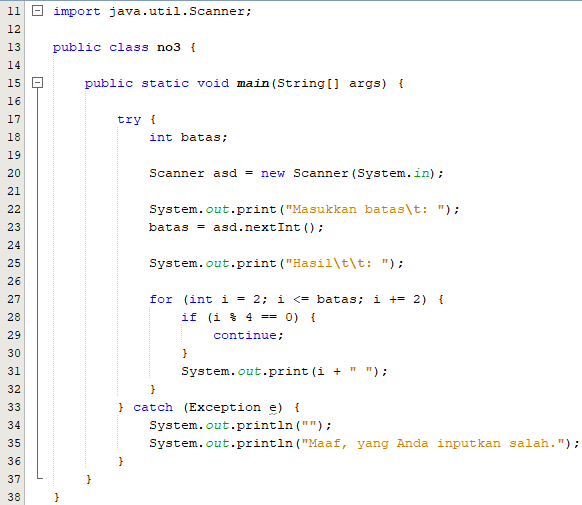 11 import java.util.Scanner;
12
13 public class no3 {
14
15     public static void main(String[] args) {
16
17         try {
18             int batas;
19
20             Scanner asd = new Scanner(System.in);
21
22             System.out.print("Masukkan batas\t: ");
23             batas = asd.nextInt();
24
25             System.out.print("Hasil\t\t: ");
26
27             for (int i = 2; i <= batas; i += 2) {
28                 if (i % 4 == 0) {
29                     continue;
30                 }
31                 System.out.print(i + " ");
32             }
33         } catch (Exception e) {
34             System.out.println("");
35             System.out.println("Maaf, yang Anda inputkan salah.");
36         }
37     }
38 }